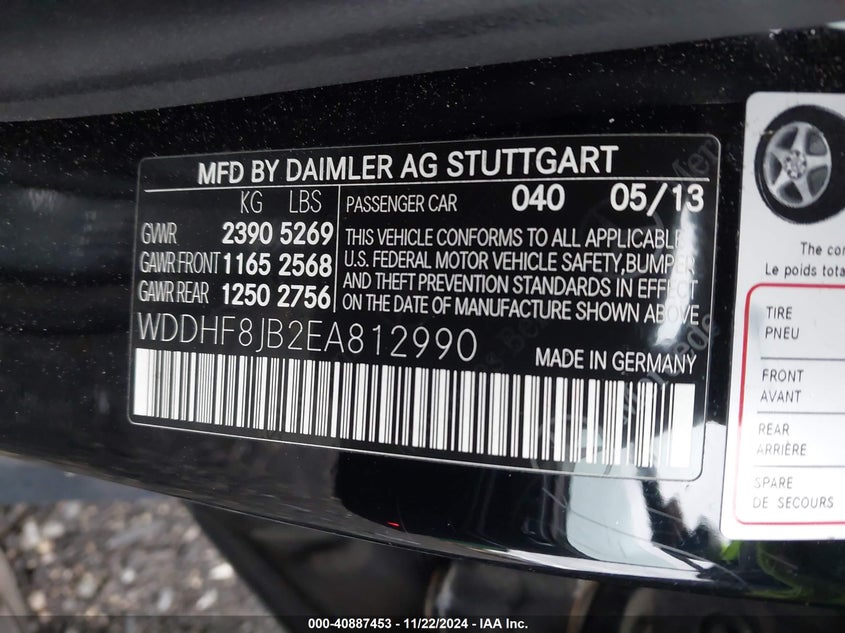 MFD BY DAIMLER AG STUTTGART
KG LBS
GVWR 2390 5269
GAWR FRONT 1165 2568
GAWR REAR 1250 2756
PASSENGER CAR 040 05/13
THIS VEHICLE CONFORMS TO ALL APPLICABLE
U.S. FEDERAL MOTOR VEHICLE SAFETY, BUMPER
AND THEFT PREVENTION STANDARDS IN EFFECT
ON THE DATE OF MANUFACTURE SHOWN ABOVE
WDDHF8JB2EA812990
MADE IN GERMANY
The com
Le poids tota
TIRE
PNEU
FRONT
AVANT
REAR
ARRIÈRE
SPARE
DE SECOURS
000-40887453 - 11/22/2024 - IAA Inc.